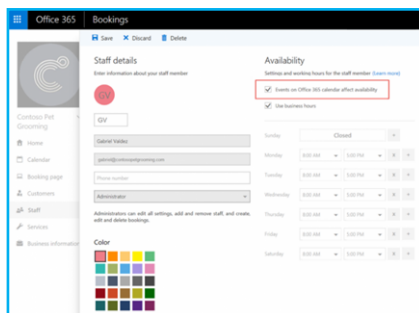 Office 365
Bookings
Save
Discard
Delete
Contoso Pet
Grooming
Home
Calendar
Booking page
Customers
Staff
Services
Business information
Staff details
Enter information about your staff member
GV
GV
Gabriel Valdez
gabriel@contosopetgrooming.com
Phone number
Administrator
Administrators can edit all settings, add and remove staff, and create,
edit and delete bookings.
Color
Availability
Settings and working hours for the staff member (Learn more)
Events on Office 365 calendar affect availability
Use business hours
Sunday Closed +
Monday 8:00 AM 5:00 PM x +
Tuesday 8:00 AM 5:00 PM x +
Wednesday 8:00 AM 5:00 PM x +
Thursday 8:00 AM 5:00 PM x +
Friday 8:00 AM 5:00 PM x +
Saturday 8:00 AM 5:00 PM x +